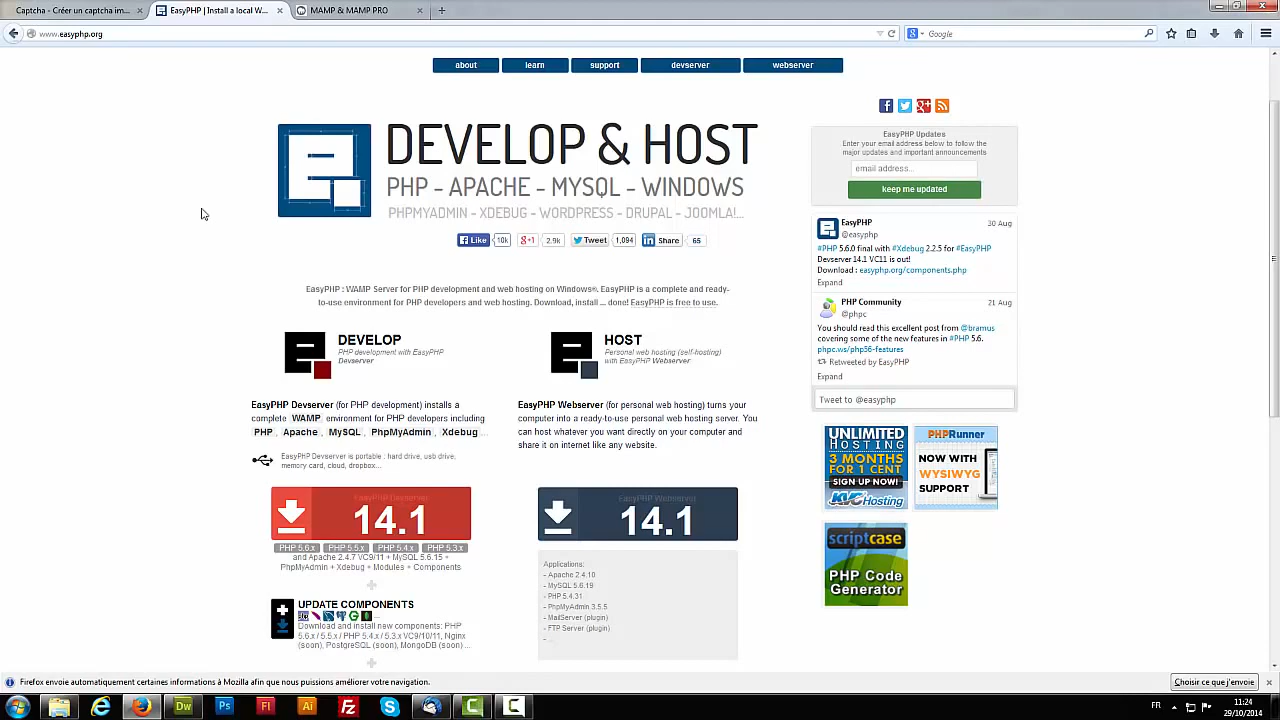 Captcha - Créer un captcha im...
EasyPHP | Install a local W...
MAMP & MAMP PRO
www.easyphp.org
Google
about
learn
support
devserver
webserver
DEVELOP & HOST
PHP - APACHE - MYSQL - WINDOWS
PHPMYADMIN - XDEBUG - WORDPRESS - DRUPAL - JOOMLA!...
Like 10k
+1 2.9k
Tweet 1,094
Share 65
EasyPHP : WAMP Server for PHP development and web hosting on Windows®. EasyPHP is a complete and ready-
to-use environment for PHP developers and web hosting. Download, install ... done! EasyPHP is free to use.
DEVELOP
PHP development with EasyPHP
Devserver
EasyPHP Devserver (for PHP development) installs a
complete WAMP environment for PHP developers including
PHP , Apache , MySQL , PhpMyAdmin , Xdebug ...
EasyPHP Devserver is portable : hard drive, usb drive,
memory card, cloud, dropbox...
EasyPHP Devserver
14.1
PHP 5.6.x PHP 5.5.x PHP 5.4.x PHP 5.3.x
and Apache 2.4.7 VC9/11 + MySQL 5.6.15 +
PhpMyAdmin + Xdebug + Modules + Components
UPDATE COMPONENTS
Download and install new components: PHP
5.6.x / 5.5.x / PHP 5.4.x / 5.3.x VC9/10/11, Nginx
(soon), PostgreSQL (soon), MongoDB (soon) ...
HOST
Personal web hosting (self-hosting)
with EasyPHP Webserver
EasyPHP Webserver (for personal web hosting) turns your
computer into a ready-to-use personal web hosting server. You
can host whatever you want directly on your computer and
share it on internet like any website.
EasyPHP Webserver
14.1
Applications:
- Apache 2.4.10
- MySQL 5.6.19
- PHP 5.4.31
- PhpMyAdmin 3.5.5
- MailServer (plugin)
- FTP Server (plugin)
- ...
EasyPHP Updates
Enter your email address below to follow the
major updates and important announcements
email address..
keep me updated
EasyPHP 30 Aug
@easyphp
#PHP 5.6.0 final with #Xdebug 2.2.5 for #EasyPHP
Devserver 14.1 VC11 is out!
Download : easyphp.org/components.php
Expand
PHP Community 21 Aug
@phpc
You should read this excellent post from @bramus
covering some of the new features in #PHP 5.6.
phpc.ws/php56-features
Retweeted by EasyPHP
Expand
Tweet to @easyphp
UNLIMITED
HOSTING
3 MONTHS
FOR 1 CENT
SIGN UP NOW!
KVCHosting
PHPRunner
NOW WITH
WYSIWYG
SUPPORT
scriptcase
PHP Code
Generator
Firefox envoie automatiquement certaines informations à Mozilla afin que nous puissions améliorer votre navigation.
Choisir ce que j'envoie
Dw
Ps
Fl
Ai
Fz
FR
11:24
29/10/2014